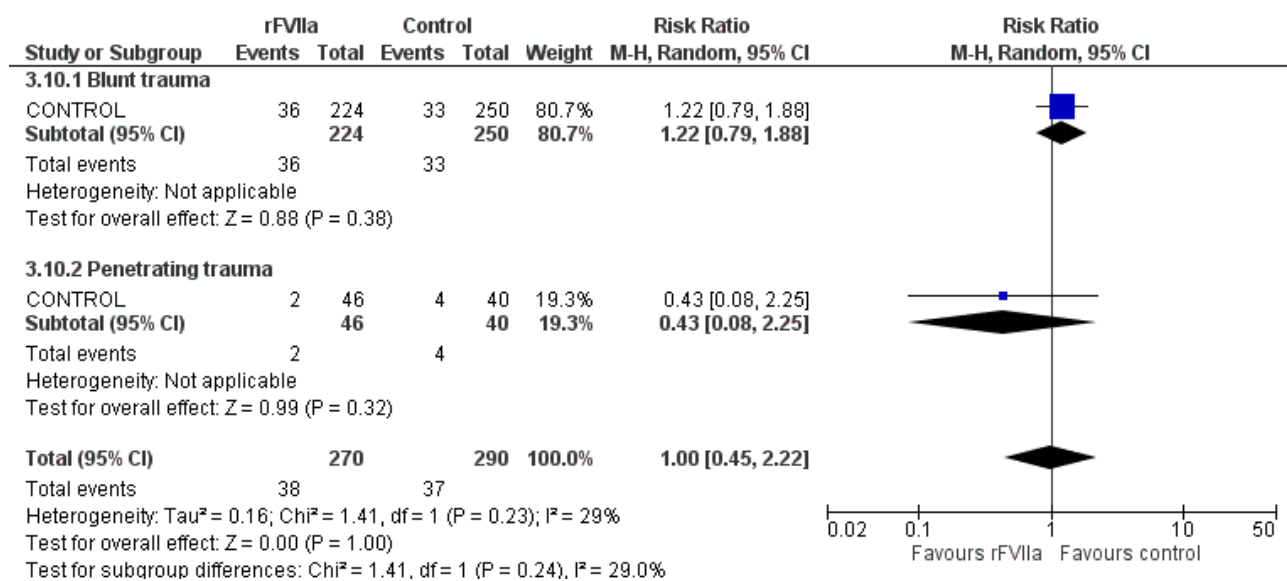 rFVIIa Control Risk Ratio Risk Ratio
Study or Subgroup Events Total Events Total Weight M-H, Random, 95% CI M-H, Random, 95% CI
3.10.1 Blunt trauma
CONTROL 36 224 33 250 80.7% 1.22 [0.79, 1.88]
Subtotal (95% CI) 224 250 80.7% 1.22 [0.79, 1.88]
Total events 36 33
Heterogeneity: Not applicable
Test for overall effect: Z = 0.88 (P = 0.38)
3.10.2 Penetrating trauma
CONTROL 2 46 4 40 19.3% 0.43 [0.08, 2.25]
Subtotal (95% CI) 46 40 19.3% 0.43 [0.08, 2.25]
Total events 2 4
Heterogeneity: Not applicable
Test for overall effect: Z = 0.99 (P = 0.32)
Total (95% CI) 270 290 100.0% 1.00 [0.45, 2.22]
Total events 38 37
Heterogeneity: Tau² = 0.16; Chi² = 1.41, df = 1 (P = 0.23); I² = 29%
Test for overall effect: Z = 0.00 (P = 1.00)
Test for subgroup differences: Chi² = 1.41, df = 1 (P = 0.24), I² = 29.0%
0.02 0.1 1 10 50
Favours rFVIIa Favours control